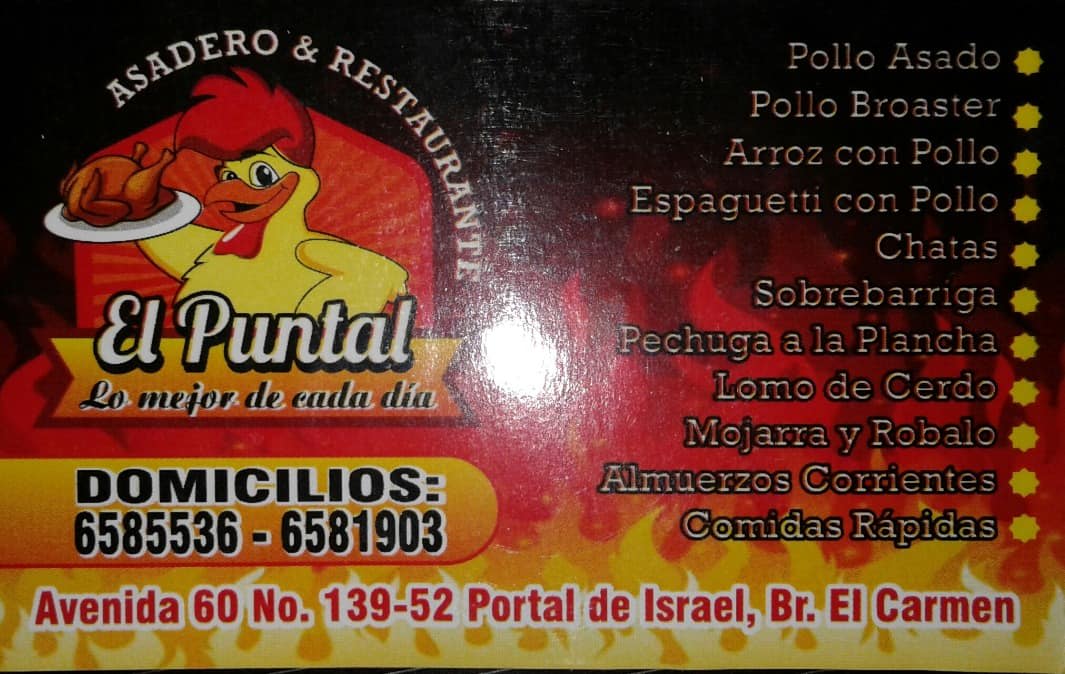 ASADERO & RESTAURANTE
El Puntal
Lo mejor de cada día
DOMICILIOS:
6585536 - 6581903
Pollo Asado
Pollo Broaster
Arroz con Pollo
Espaguetti con Pollo
Chatas
Sobrebarriga
Pechuga a la Plancha
Lomo de Cerdo
Mojarra y Robalo
Almuerzos Corrientes
Comidas Rápidas
Avenida 60 No. 139-52 Portal de Israel, Br. El Carmen